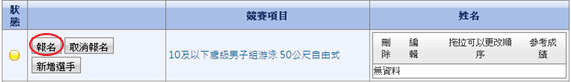 狀態 競賽項目 姓名
報名 取消報名
新增選手
10及以下歲級男子組游泳 50公尺自由式
刪除 編輯 拖拉可以更改順序 參考成績
無資料